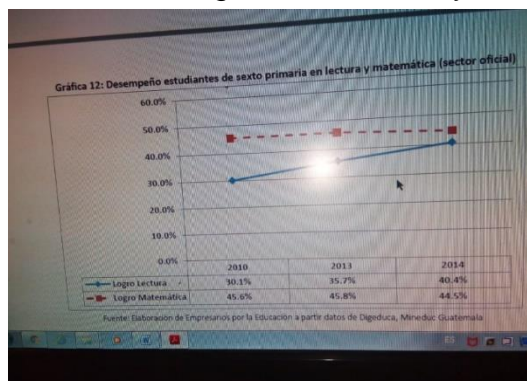 Gráfica 12: Desempeño estudiantes de sexto primaria en lectura y matemática (sector oficial)
60.0%
50.0%
40.0%
30.0%
20.0%
10.0%
0.0%
2010 2013 2014
Logro Lectura 30.1% 35.7% 40.4%
Logro Matemática 45.6% 45.8% 44.5%
Fuente: Elaboración de Empresarios por la Educación a partir datos de Digeduca, Mineduc Guatemala
ES